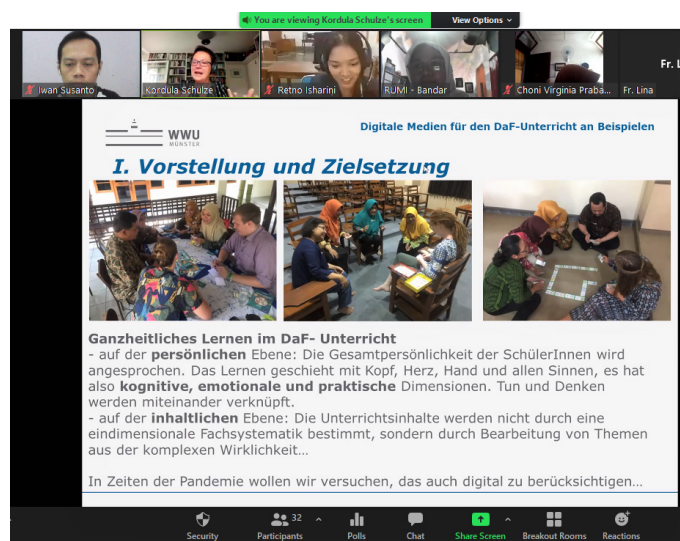 You are viewing Kordula Schulze's screen
View Options
Iwan Susanto
Kordula Schulze
Retno Isharini
RUMI - Bandar
Choni Virginia Praba...
Fr. Lina
Fr. L
WWU
MÜNSTER
Digitale Medien für den DaF-Unterricht an Beispielen
I. Vorstellung und Zielsetzung
Ganzheitliches Lernen im DaF- Unterricht
- auf der persönlichen Ebene: Die Gesamtpersönlichkeit der SchülerInnen wird
angesprochen. Das Lernen geschieht mit Kopf, Herz, Hand und allen Sinnen, es hat
also kognitive, emotionale und praktische Dimensionen. Tun und Denken
werden miteinander verknüpft.
- auf der inhaltlichen Ebene: Die Unterrichtsinhalte werden nicht durch eine
eindimensionale Fachsystematik bestimmt, sondern durch Bearbeitung von Themen
aus der komplexen Wirklichkeit...
In Zeiten der Pandemie wollen wir versuchen, das auch digital zu berücksichtigen...
32
Security
Participants
Polls
Chat
Share Screen
Breakout Rooms
Reactions